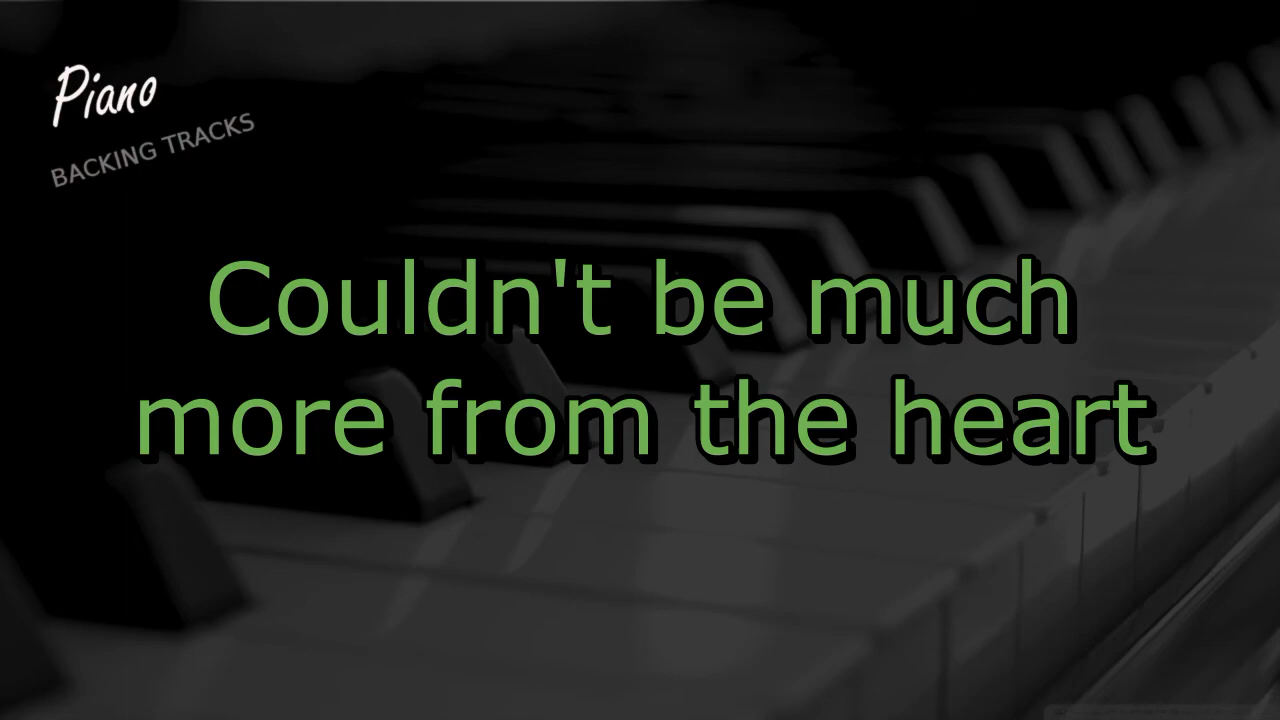 Piano
BACKING TRACKS
Couldn't be much
more from the heart